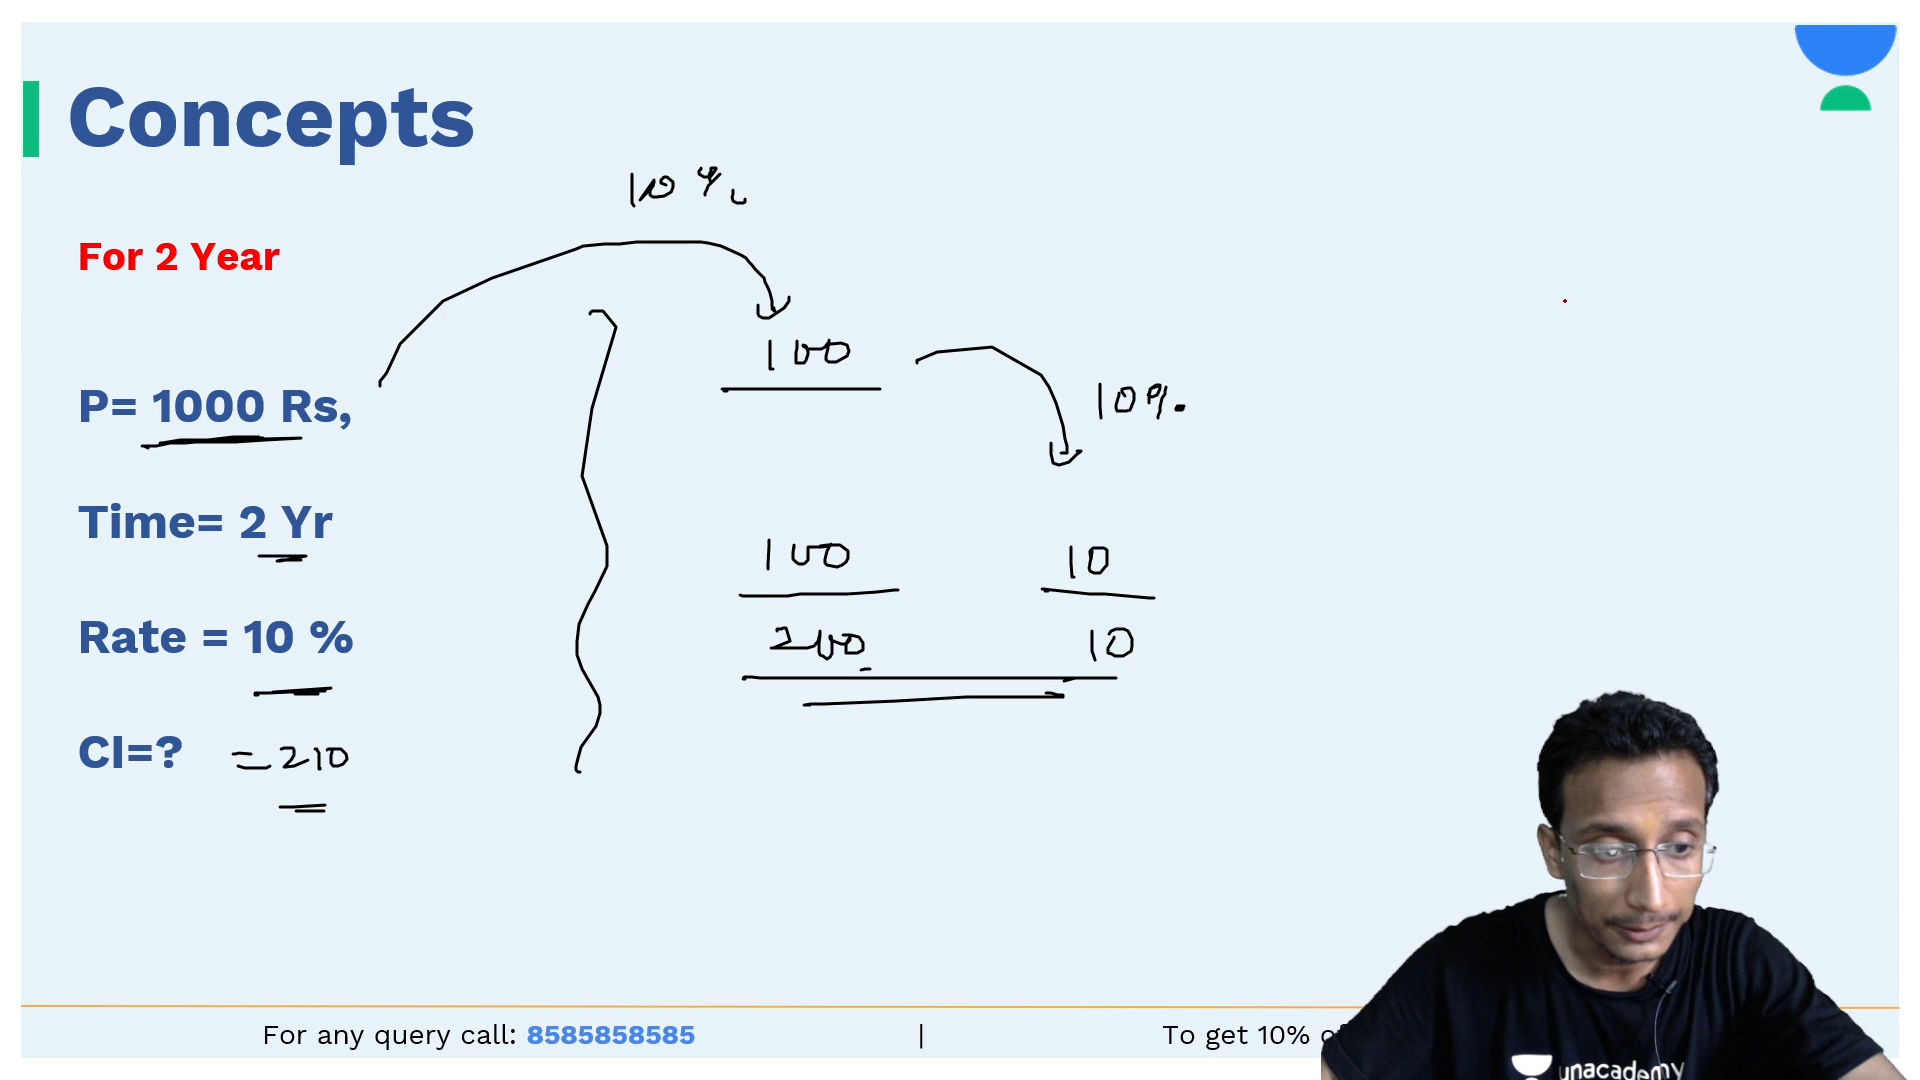 Concepts
10%
For 2 Year
100
P= 1000 Rs,
10%.
Time= 2 Yr
100 10
Rate = 10 %
200 10
CI=? =210
For any query call: 8585858585 | To get 10%
unacademy